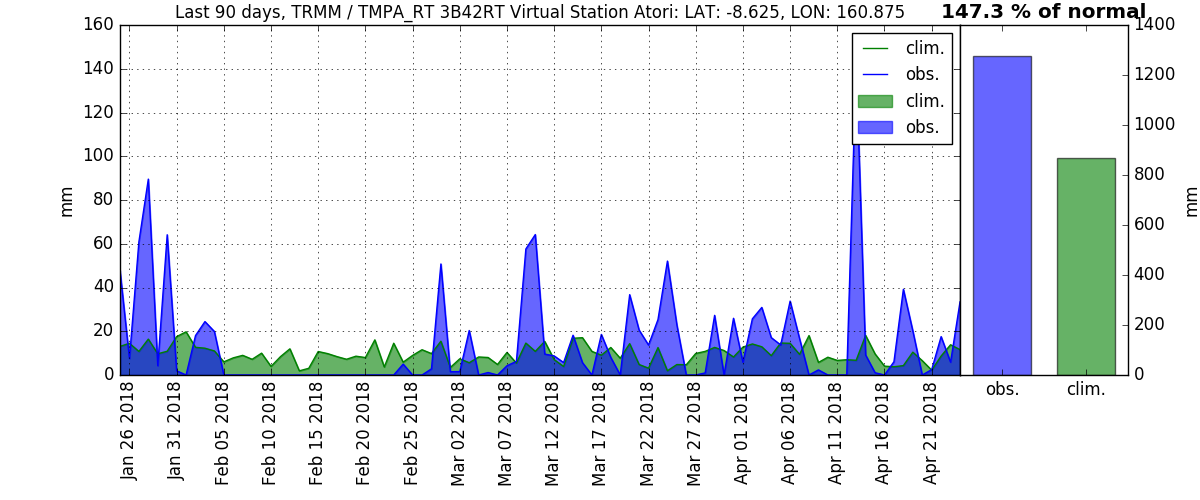 Last 90 days, TRMM / TMPA_RT 3B42RT Virtual Station Atori: LAT: -8.625, LON: 160.875
147.3 % of normal
160
140
120
100
80
60
40
20
0
mm
clim.
obs.
clim.
obs.
1400
1200
1000
800
600
400
200
0
mm
Jan 26 2018
Jan 31 2018
Feb 05 2018
Feb 10 2018
Feb 15 2018
Feb 20 2018
Feb 25 2018
Mar 02 2018
Mar 07 2018
Mar 12 2018
Mar 17 2018
Mar 22 2018
Mar 27 2018
Apr 01 2018
Apr 06 2018
Apr 11 2018
Apr 16 2018
Apr 21 2018
obs.
clim.